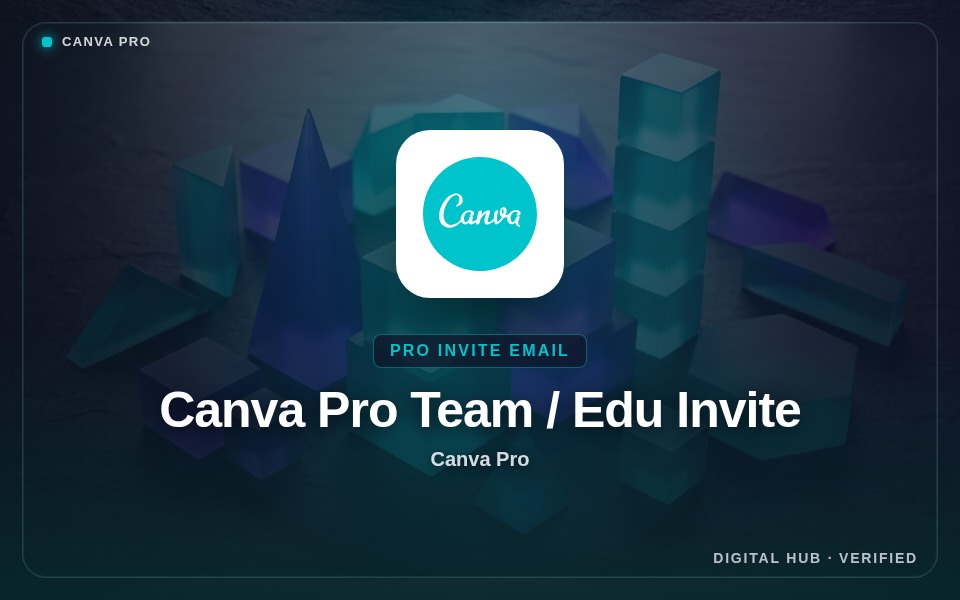 CANVA PRO
Canva
PRO INVITE EMAIL
Canva Pro Team / Edu Invite
Canva Pro
DIGITAL HUB · VERIFIED